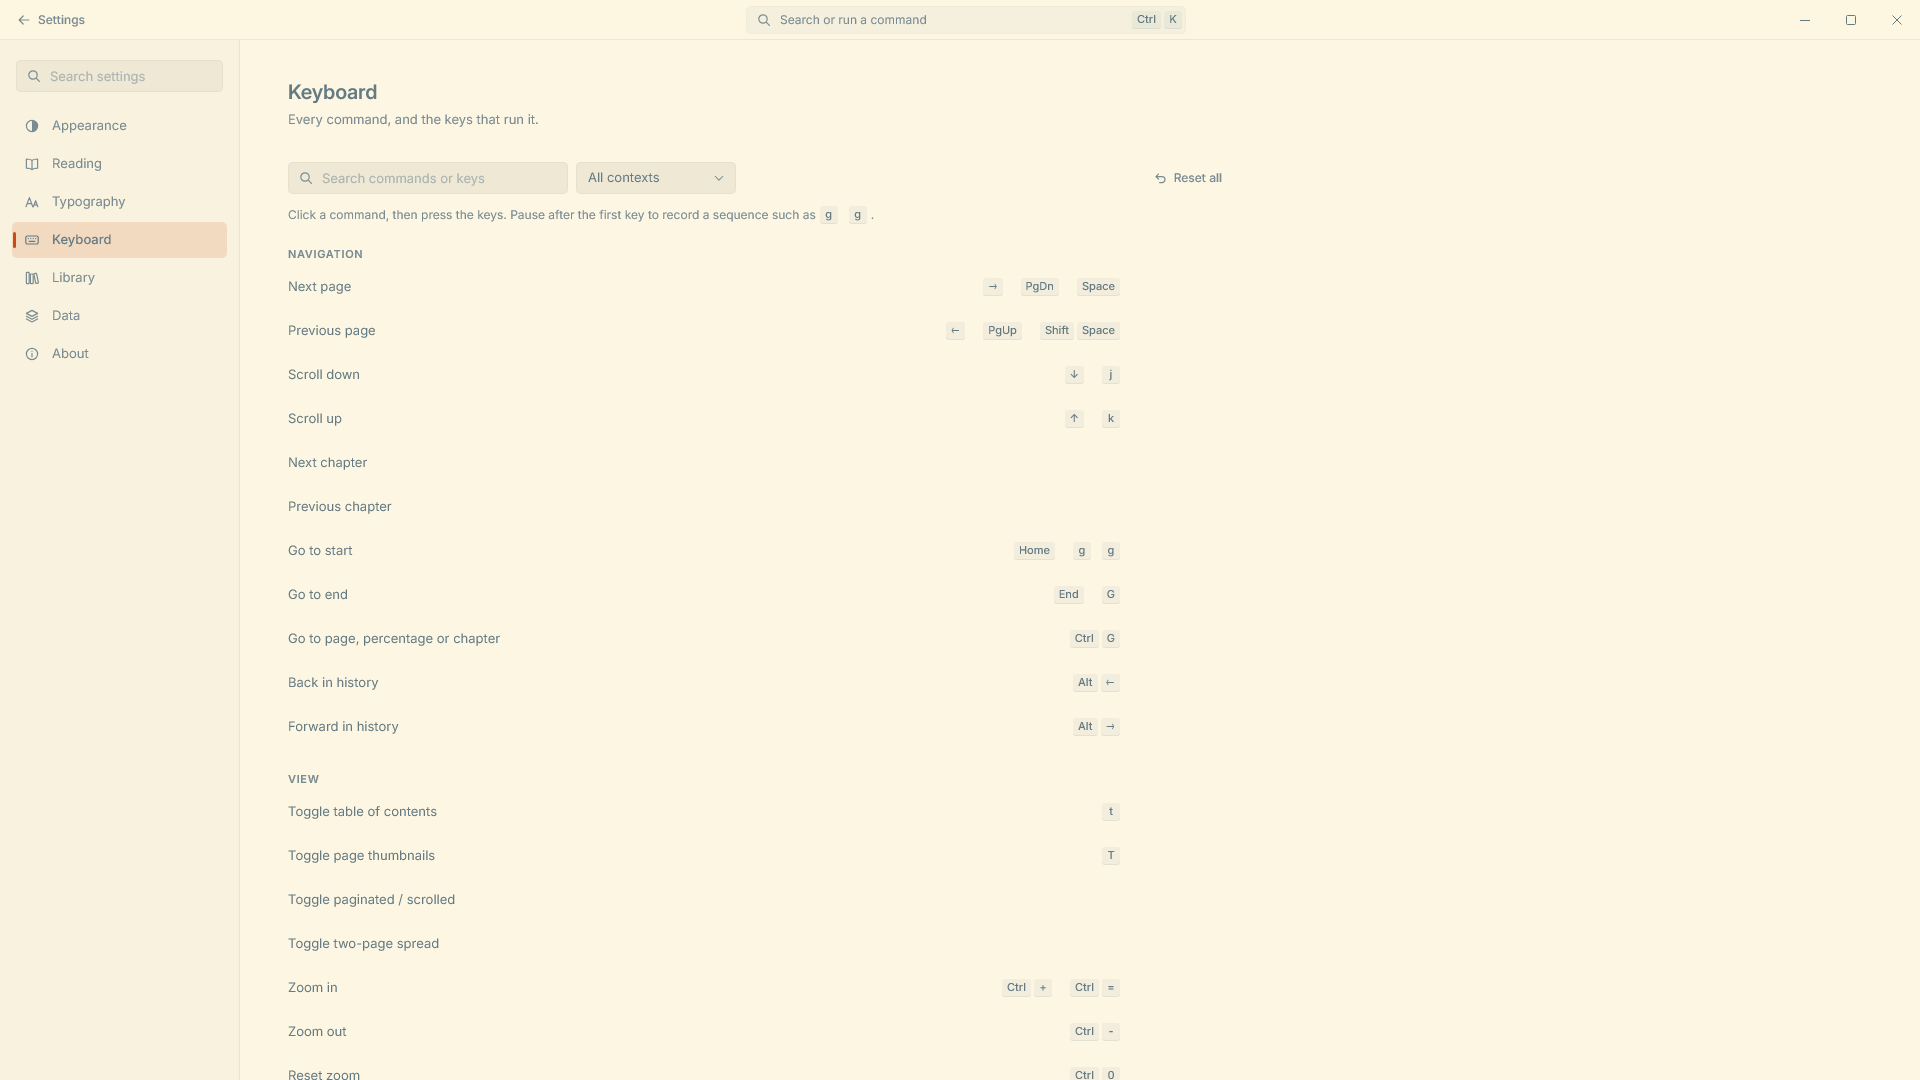 Settings
Search or run a command Ctrl K
Search settings
Appearance
Reading
Typography
Keyboard
Library
Data
About
Keyboard
Every command, and the keys that run it.
Search commands or keys All contexts Reset all
Click a command, then press the keys. Pause after the first key to record a sequence such as g g .
NAVIGATION
Next page → PgDn Space
Previous page ← PgUp Shift Space
Scroll down ↓ j
Scroll up ↑ k
Next chapter
Previous chapter
Go to start Home g g
Go to end End G
Go to page, percentage or chapter Ctrl G
Back in history Alt ←
Forward in history Alt →
VIEW
Toggle table of contents t
Toggle page thumbnails T
Toggle paginated / scrolled
Toggle two-page spread
Zoom in Ctrl + Ctrl =
Zoom out Ctrl -
Reset zoom Ctrl 0